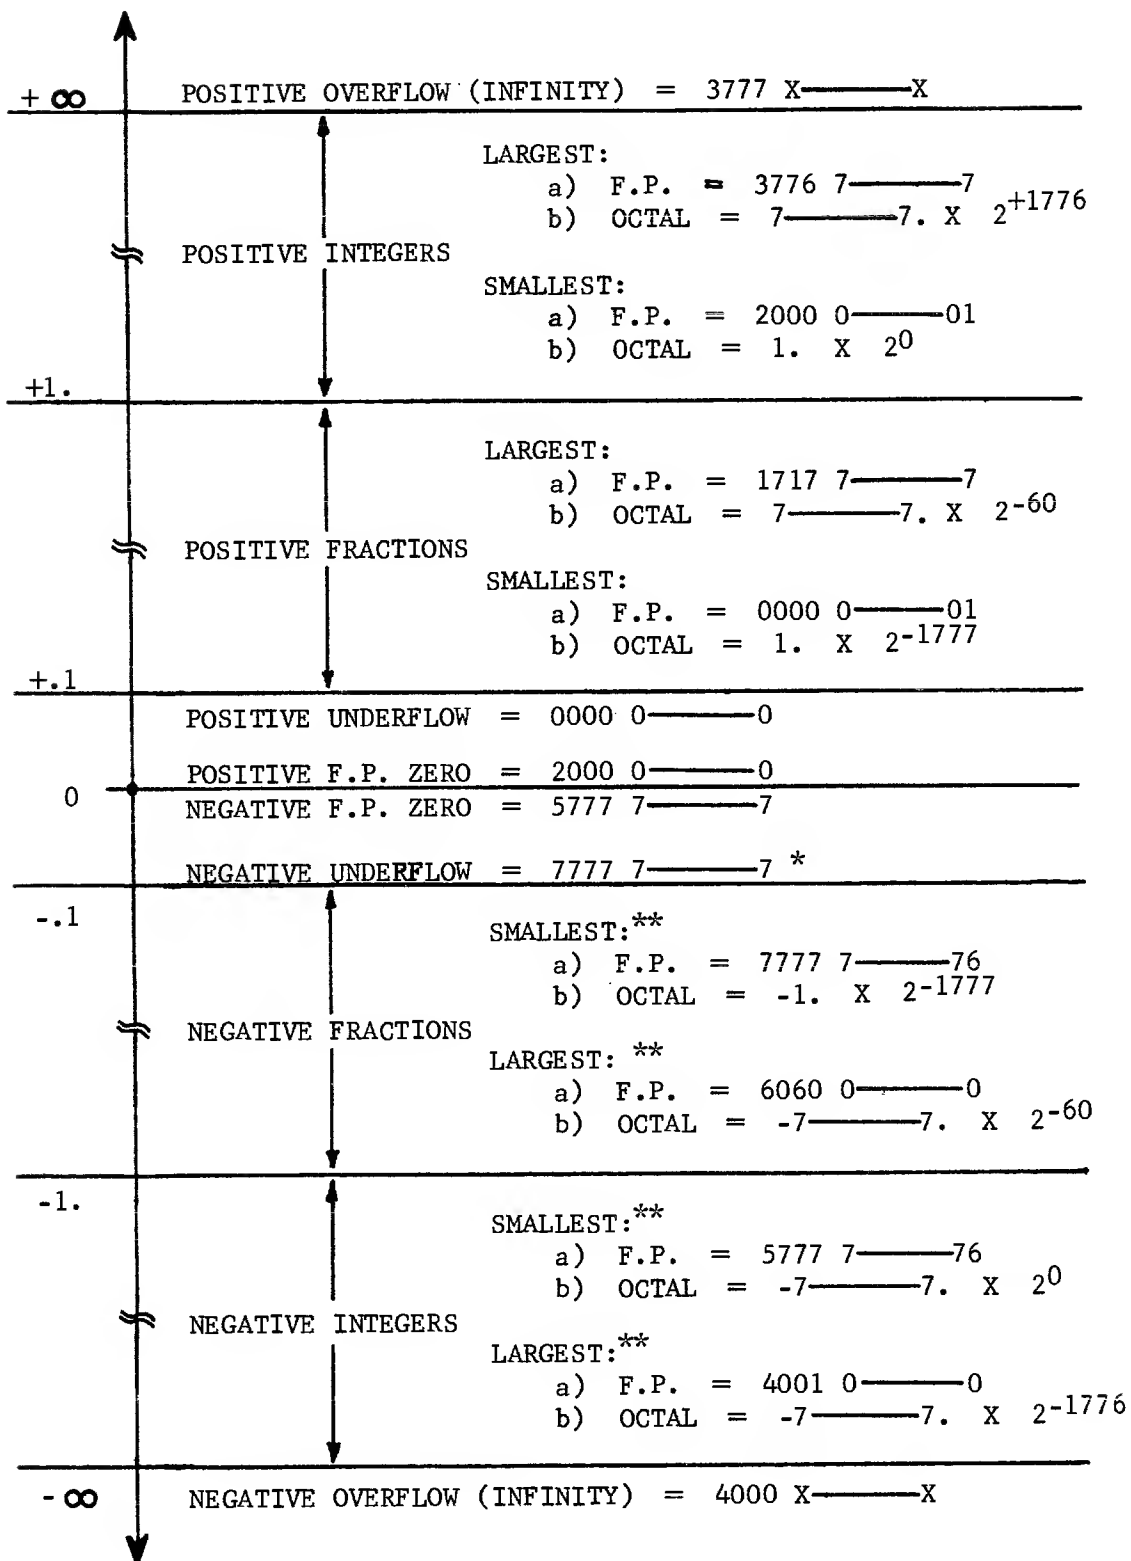 + ∞ POSITIVE OVERFLOW (INFINITY) = 3777 X———X
LARGEST:
a) F.P. = 3776 7———7
b) OCTAL = 7———7. X 2+1776
POSITIVE INTEGERS
SMALLEST:
a) F.P. = 2000 0———01
b) OCTAL = 1. X 20
+1.
LARGEST:
a) F.P. = 1717 7———7
b) OCTAL = 7———7. X 2-60
POSITIVE FRACTIONS
SMALLEST:
a) F.P. = 0000 0———01
b) OCTAL = 1. X 2-1777
+.1
POSITIVE UNDERFLOW = 0000 0———0
POSITIVE F.P. ZERO = 2000 0———0
0
NEGATIVE F.P. ZERO = 5777 7———7
NEGATIVE UNDERFLOW = 7777 7———7 *
-.1
SMALLEST:**
a) F.P. = 7777 7———76
b) OCTAL = -1. X 2-1777
NEGATIVE FRACTIONS
LARGEST: **
a) F.P. = 6060 0———0
b) OCTAL = -7———7. X 2-60
-1.
SMALLEST:**
a) F.P. = 5777 7———76
b) OCTAL = -7———7. X 20
NEGATIVE INTEGERS
LARGEST:**
a) F.P. = 4001 0———0
b) OCTAL = -7———7. X 2-1776
- ∞ NEGATIVE OVERFLOW (INFINITY) = 4000 X———X